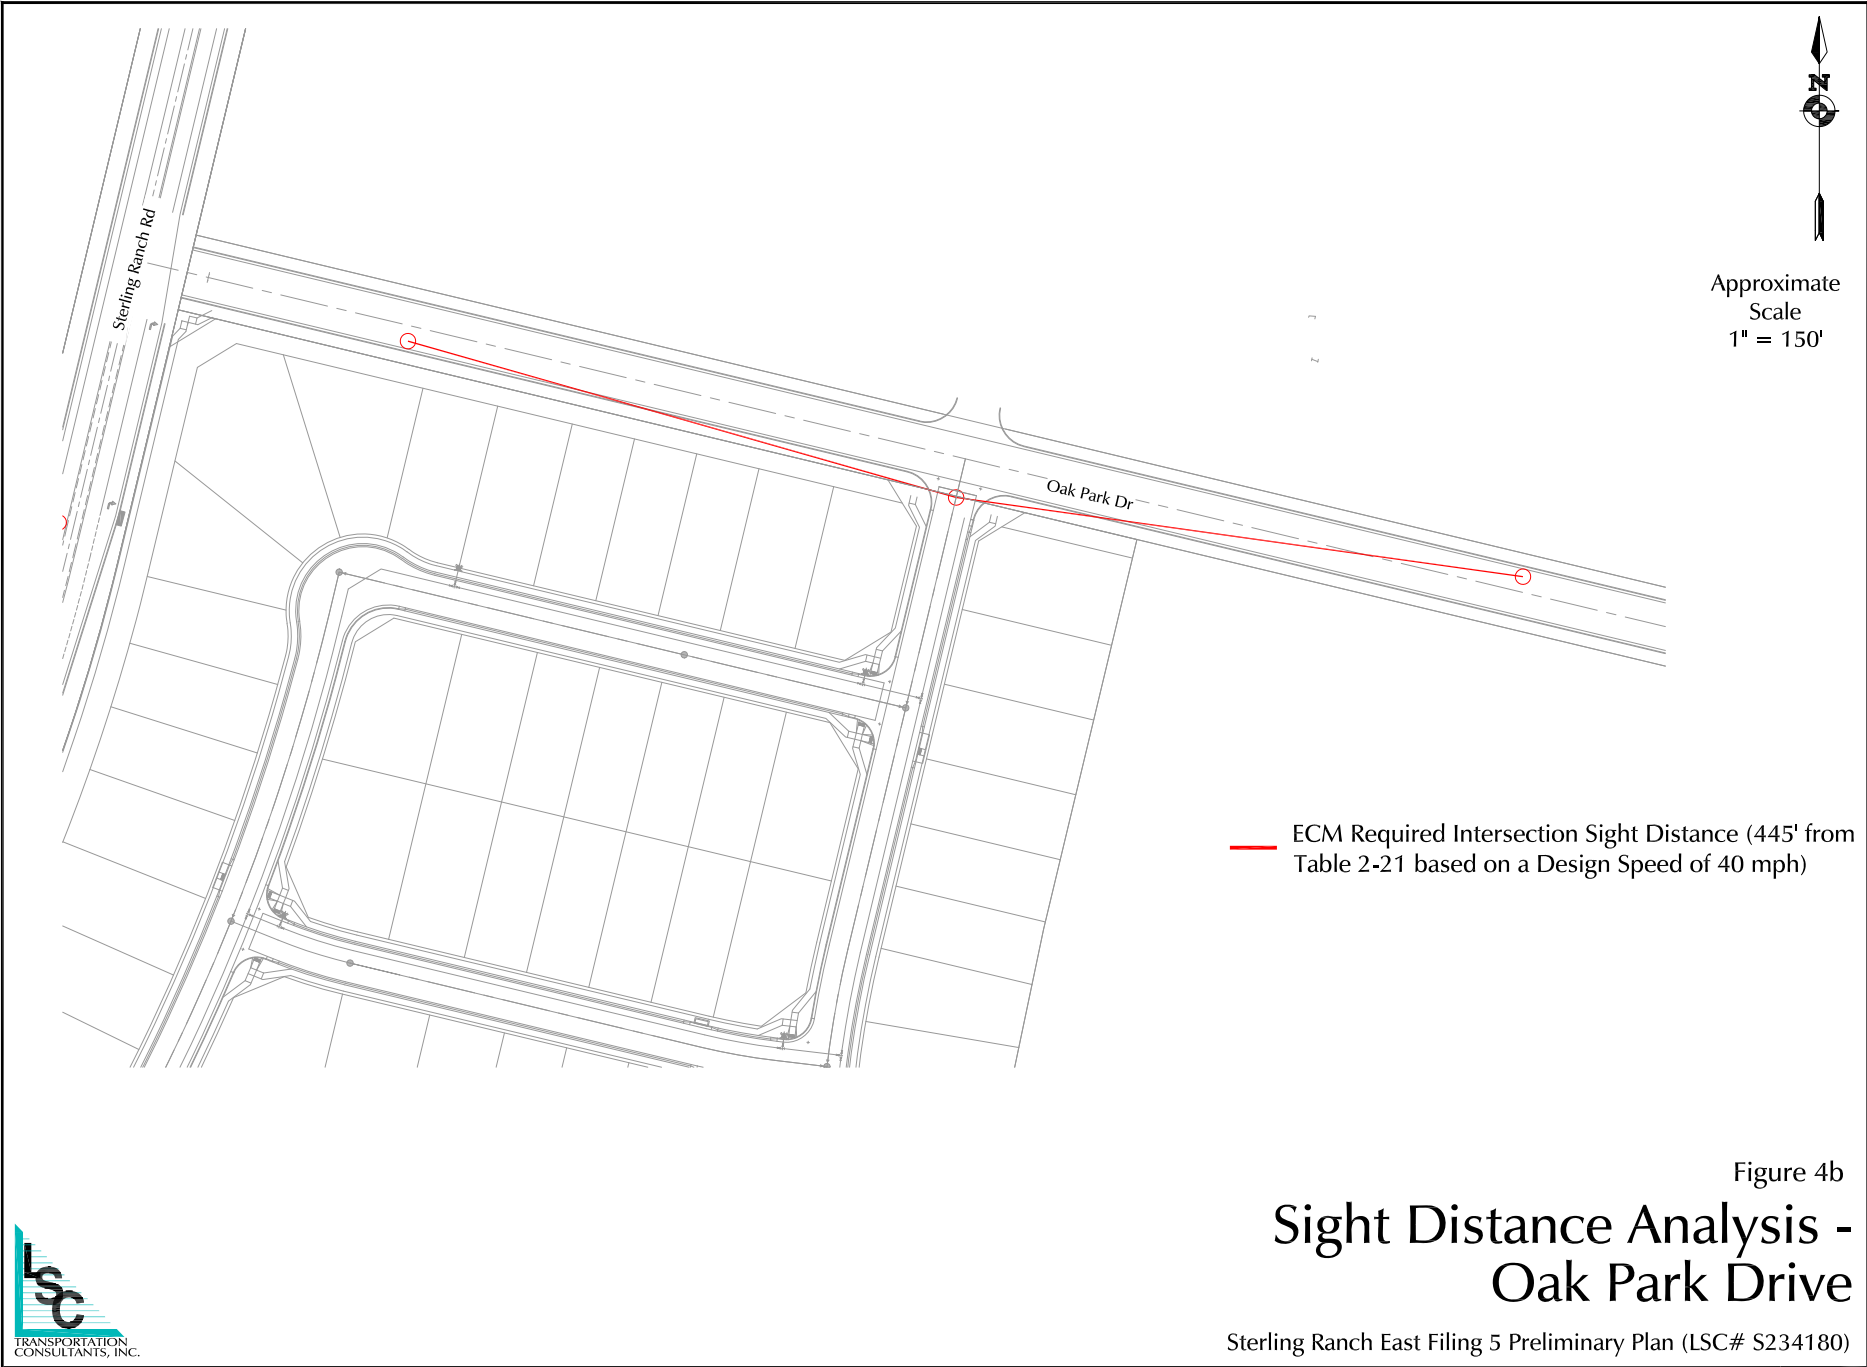 N
Approximate
Scale
1" = 150'
Sterling Ranch Rd
Oak Park Dr
ECM Required Intersection Sight Distance (445' from
Table 2-21 based on a Design Speed of 40 mph)
Figure 4b
Sight Distance Analysis -
Oak Park Drive
Sterling Ranch East Filing 5 Preliminary Plan (LSC# S234180)
LSC
TRANSPORTATION
CONSULTANTS, INC.